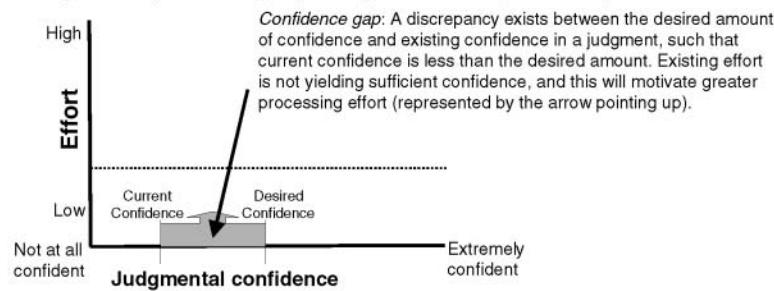 Confidence gap: A discrepancy exists between the desired amount
of confidence and existing confidence in a judgment, such that
current confidence is less than the desired amount. Existing effort
is not yielding sufficient confidence, and this will motivate greater
processing effort (represented by the arrow pointing up).
High
Effort
Low
Current
Confidence
Desired
Confidence
Not at all
confident
Extremely
confident
Judgmental confidence